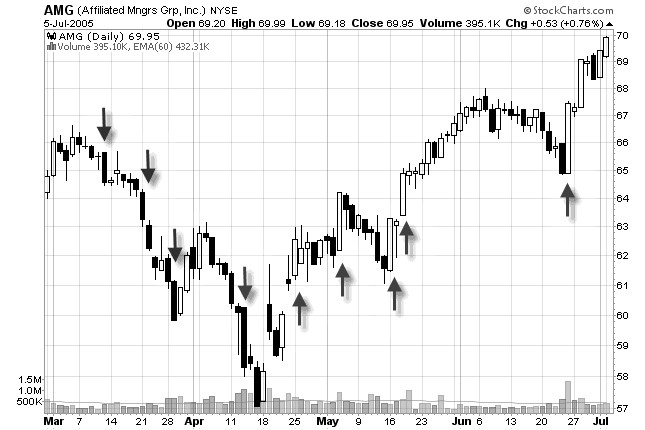 AMG (Affiliated Mngrs Grp, Inc.) NYSE
© StockCharts.com
5-Jul-2005
Open 69.20 High 69.99 Low 69.18 Close 69.95 Volume 395.1K Chg +0.53 (+0.76%)
AMG (Daily) 69.95
Volume 395.10K, EMA(60) 432.31K
70
69
68
67
66
65
64
63
62
61
60
59
58
57
1.5M
1.0M
500K
Mar 7 14 21 28 Apr 11 18 25 May 9 16 23 Jun 6 13 20 27 Jul